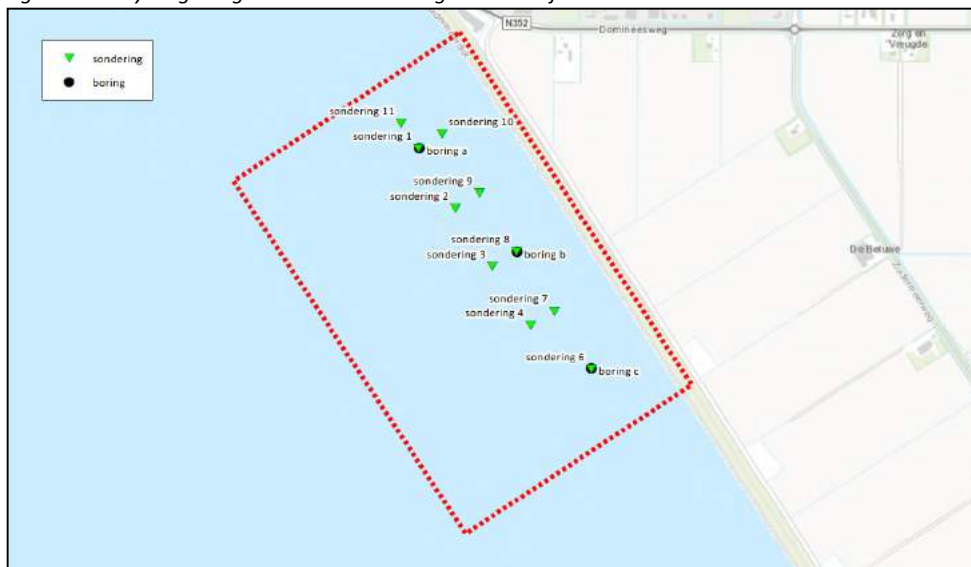 N352
Domineesweg
Zorg en
Vreugde
sondering
boring
sondering 11
sondering 10
sondering 1
boring a
sondering 9
sondering 2
sondering 8
sondering 3
boring b
De Betuwe
sondering 7
sondering 4
sondering 6
boring c